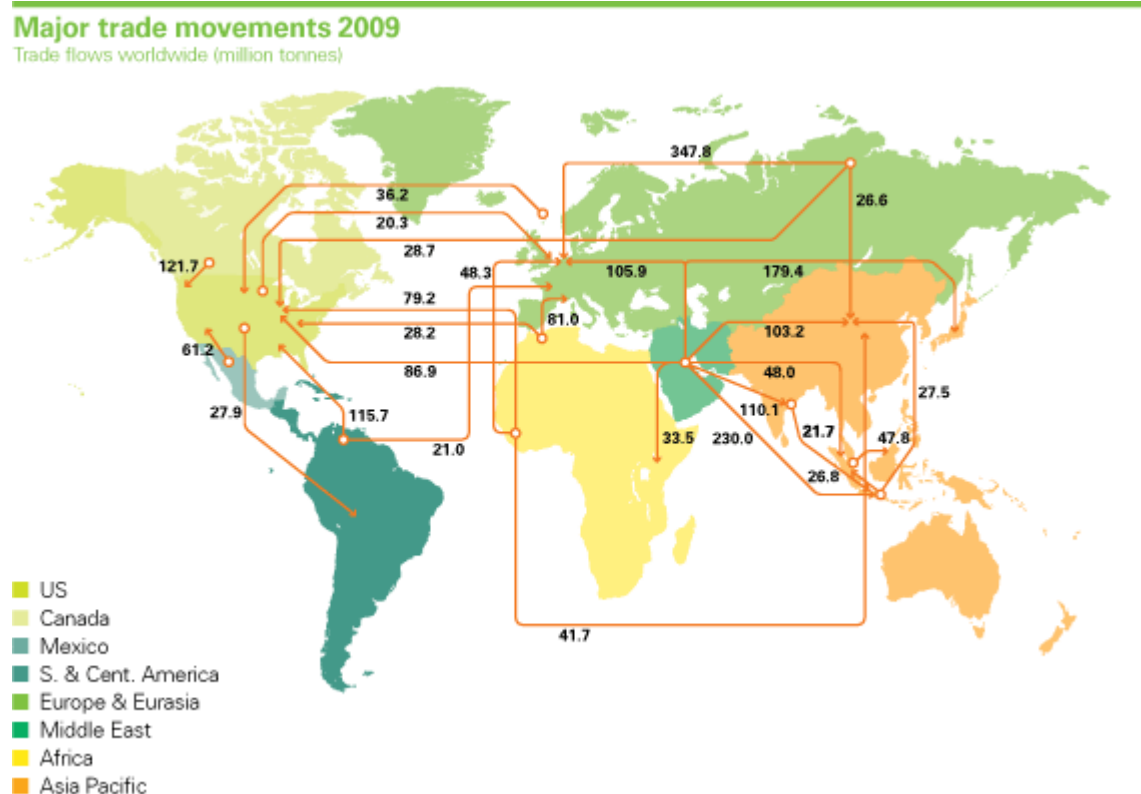 Major trade movements 2009
Trade flows worldwide (million tonnes)
347.8
36.2
26.6
20.3
28.7
121.7
48.3
105.9
179.4
79.2
81.0
28.2
103.2
61.2
86.9
48.0
27.5
27.9
115.7
110.1
21.0
33.5
230.0
21.7
47.8
26.8
41.7
US
Canada
Mexico
S. & Cent. America
Europe & Eurasia
Middle East
Africa
Asia Pacific